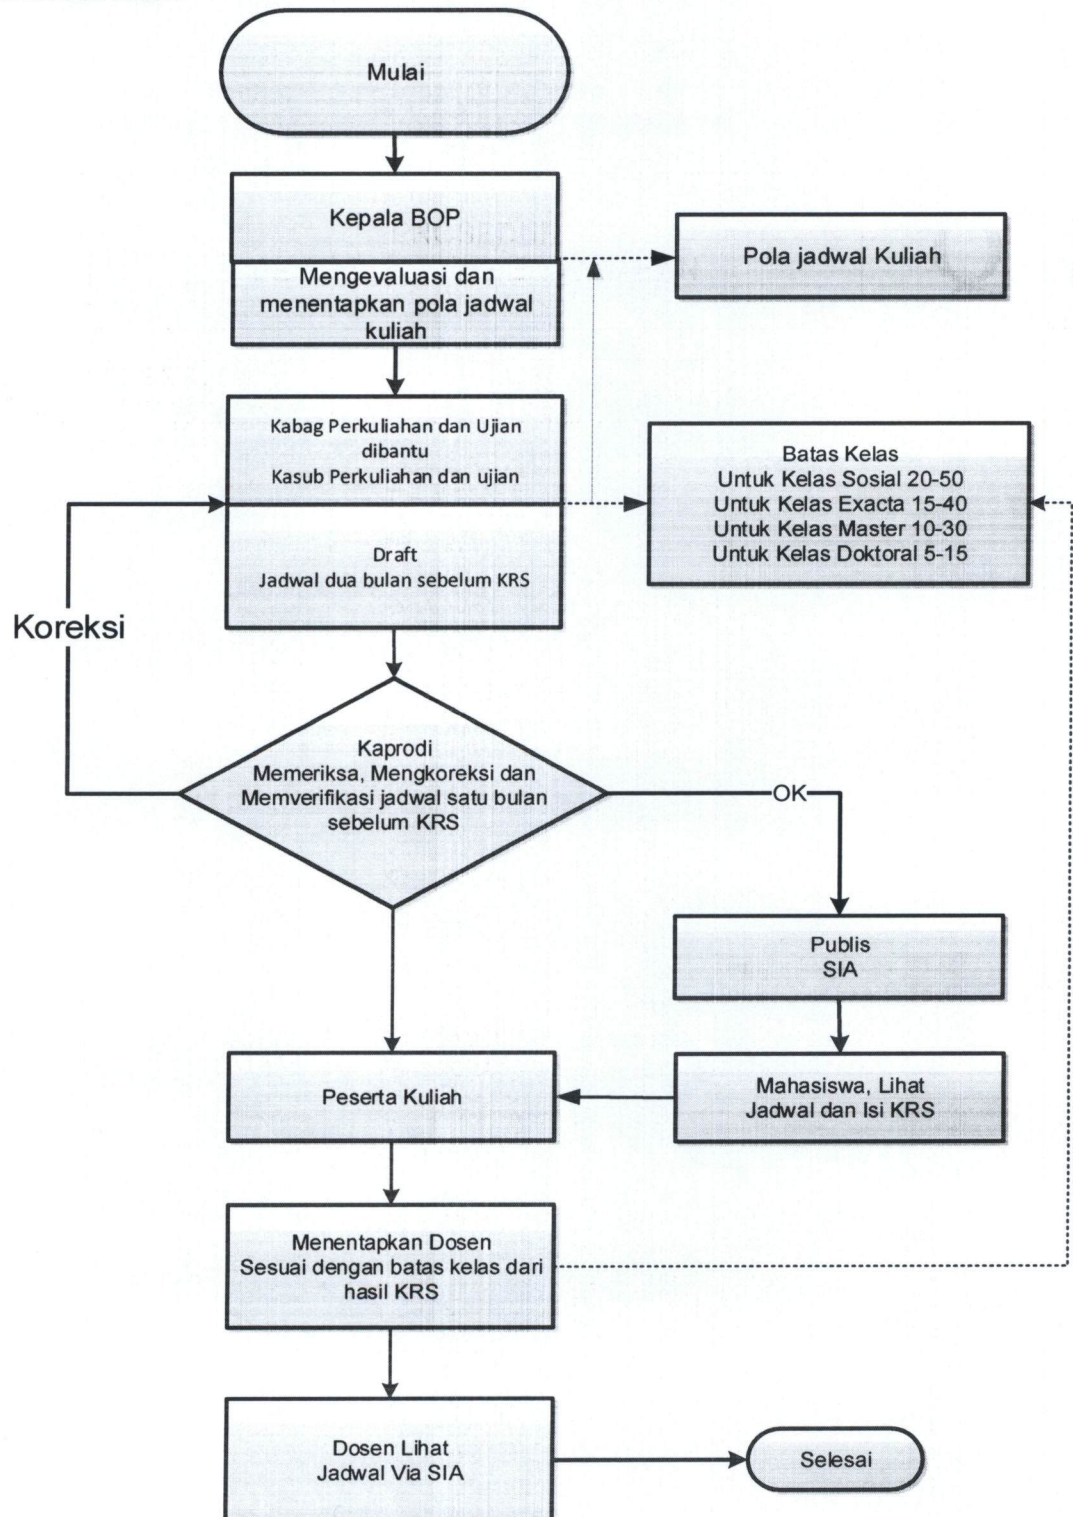 Mulai
Kepala BOP
Mengevaluasi dan
menentapkan pola jadwal
kuliah
Pola jadwal Kuliah
Kabag Perkuliahan dan Ujian
dibantu
Kasub Perkuliahan dan ujian
Batas Kelas
Untuk Kelas Sosial 20-50
Untuk Kelas Exacta 15-40
Untuk Kelas Master 10-30
Untuk Kelas Doktoral 5-15
Draft
Jadwal dua bulan sebelum KRS
Koreksi
Kaprodi
Memeriksa, Mengkoreksi dan
Memverifikasi jadwal satu bulan
sebelum KRS
OK
Publis
SIA
Mahasiswa, Lihat
Jadwal dan Isi KRS
Peserta Kuliah
Menentapkan Dosen
Sesuai dengan batas kelas dari
hasil KRS
Dosen Lihat
Jadwal Via SIA
Selesai